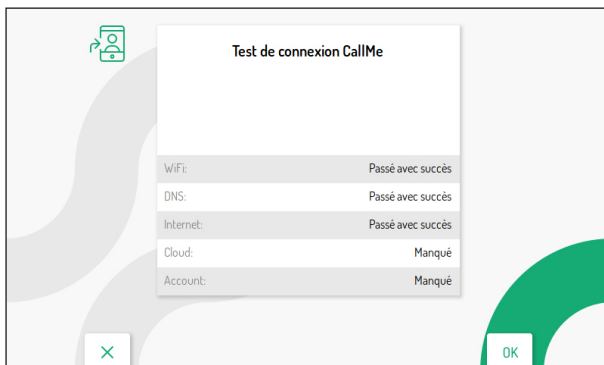 Test de connexion CallMe
WiFi: Passé avec succès
DNS: Passé avec succès
Internet: Passé avec succès
Cloud: Manqué
Account: Manqué
OK